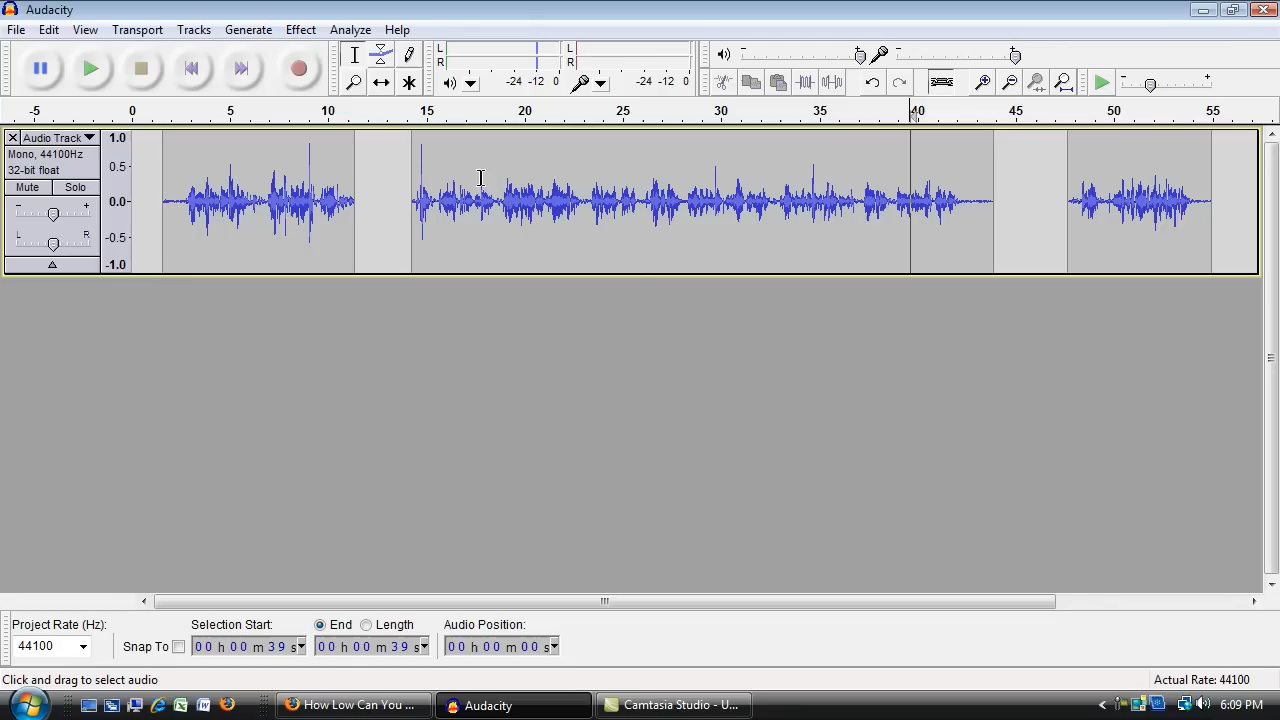 Audacity
File Edit View Transport Tracks Generate Effect Analyze Help
L R -24 -12 0 L R -24 -12 0
-5 0 5 10 15 20 25 30 35 40 45 50 55
Audio Track
Mono, 44100Hz
32-bit float
Mute Solo
- +
L R
1.0
0.5
0.0
-0.5
-1.0
Project Rate (Hz): Selection Start: End Length Audio Position:
44100 Snap To 00 h 00 m 39 s 00 h 00 m 39 s 00 h 00 m 00 s
Click and drag to select audio Actual Rate: 44100
How Low Can You ... Audacity Camtasia Studio - U... 6:09 PM